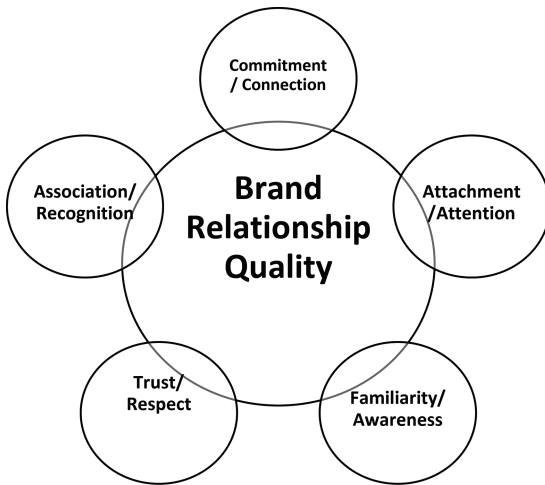 Commitment
/ Connection
Association/
Recognition
Brand
Relationship
Quality
Attachment
/Attention
Trust/
Respect
Familiarity/
Awareness